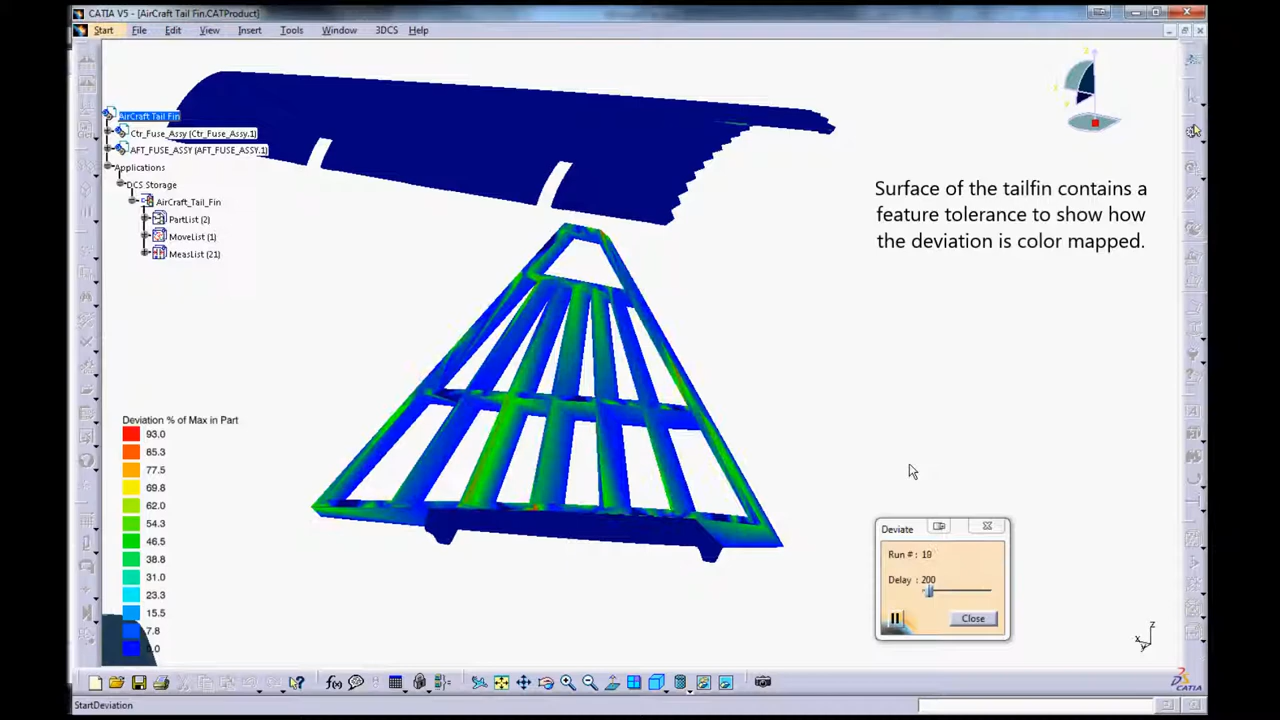 CATIA V5 - [AirCraft Tail Fin.CATProduct]
Start File Edit View Insert Tools Window 3DCS Help
AirCraft Tail Fin
Ctr_Fuse_Assy (Ctr_Fuse_Assy.1)
AFT_FUSE_ASSY (AFT_FUSE_ASSY.1)
Applications
DCS Storage
AirCraft_Tail_Fin
PartList (2)
MoveList (1)
MeasList (21)
Surface of the tailfin contains a
feature tolerance to show how
the deviation is color mapped.
Deviation % of Max in Part
93.0
85.3
77.5
69.8
62.0
54.3
46.5
38.8
31.0
23.3
15.5
7.8
0.0
Deviate
Run # : 19
Delay : 200
Close
z
x
y
f(x)
CATIA
StartDeviation